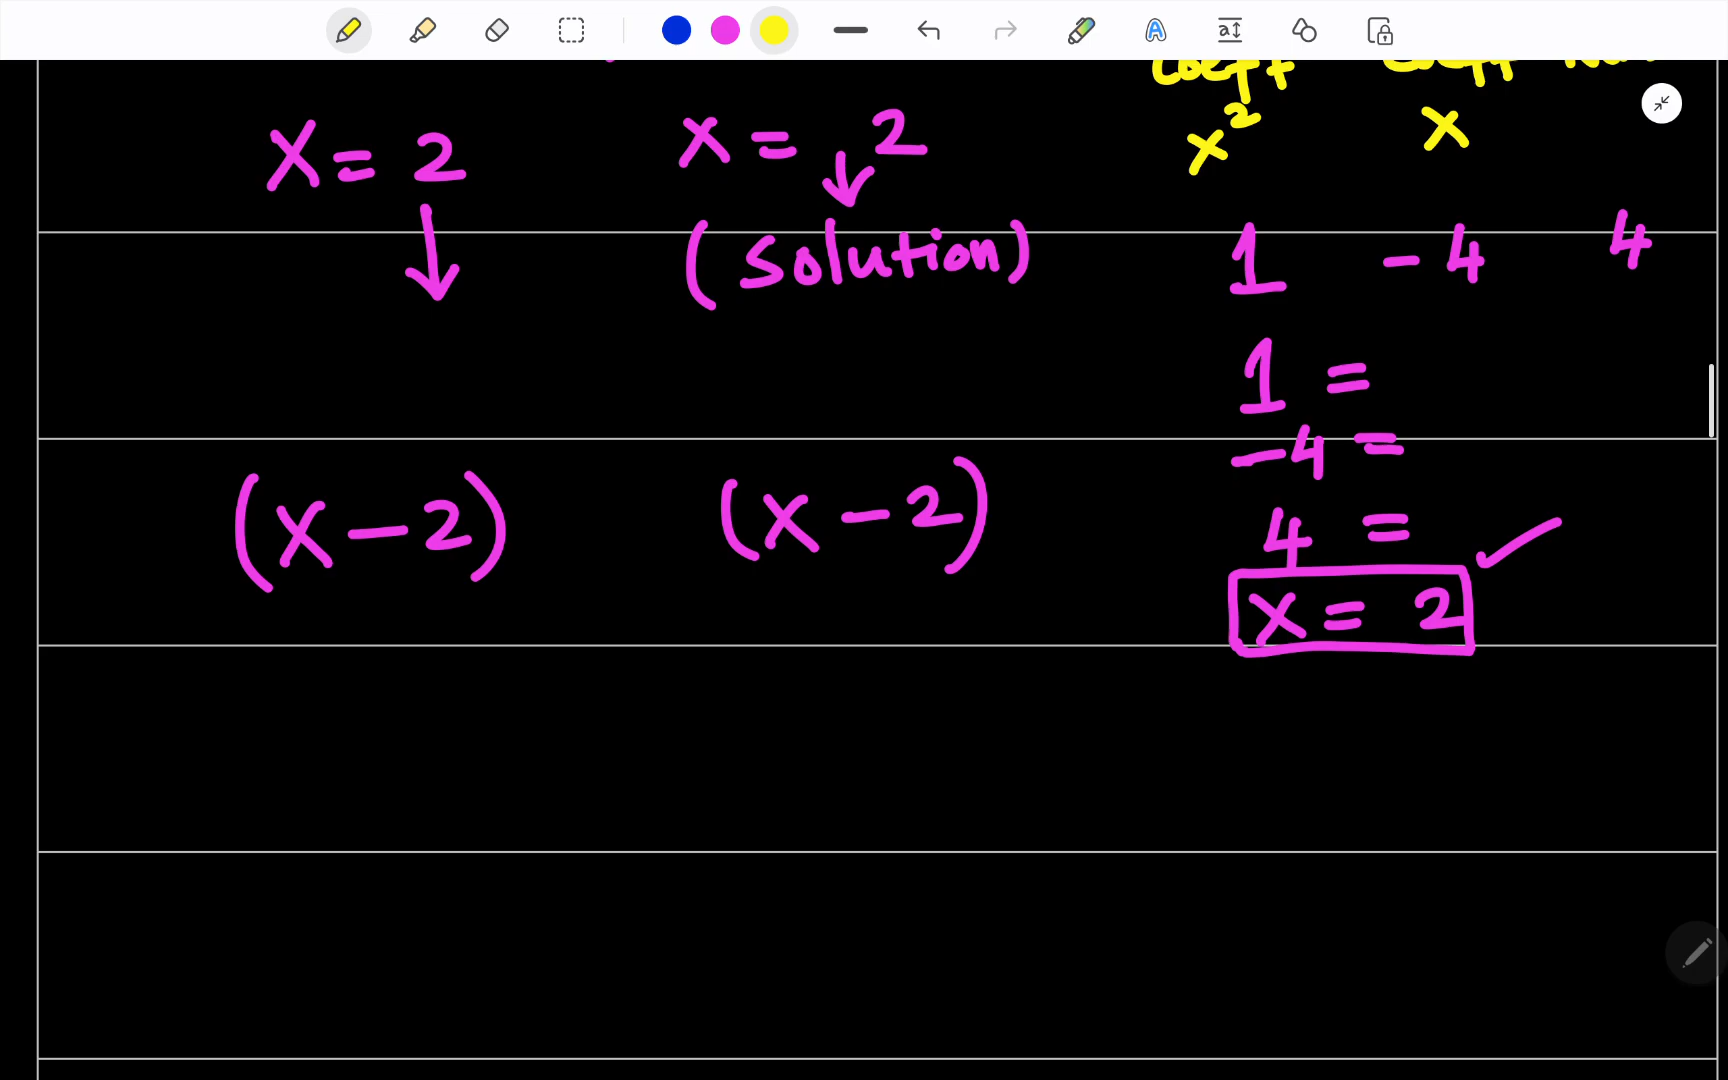 x = 2 x = 2 x² x
(solution) 1 -4 4
1 =
-4 =
(x-2) (x-2) 4 =
x = 2